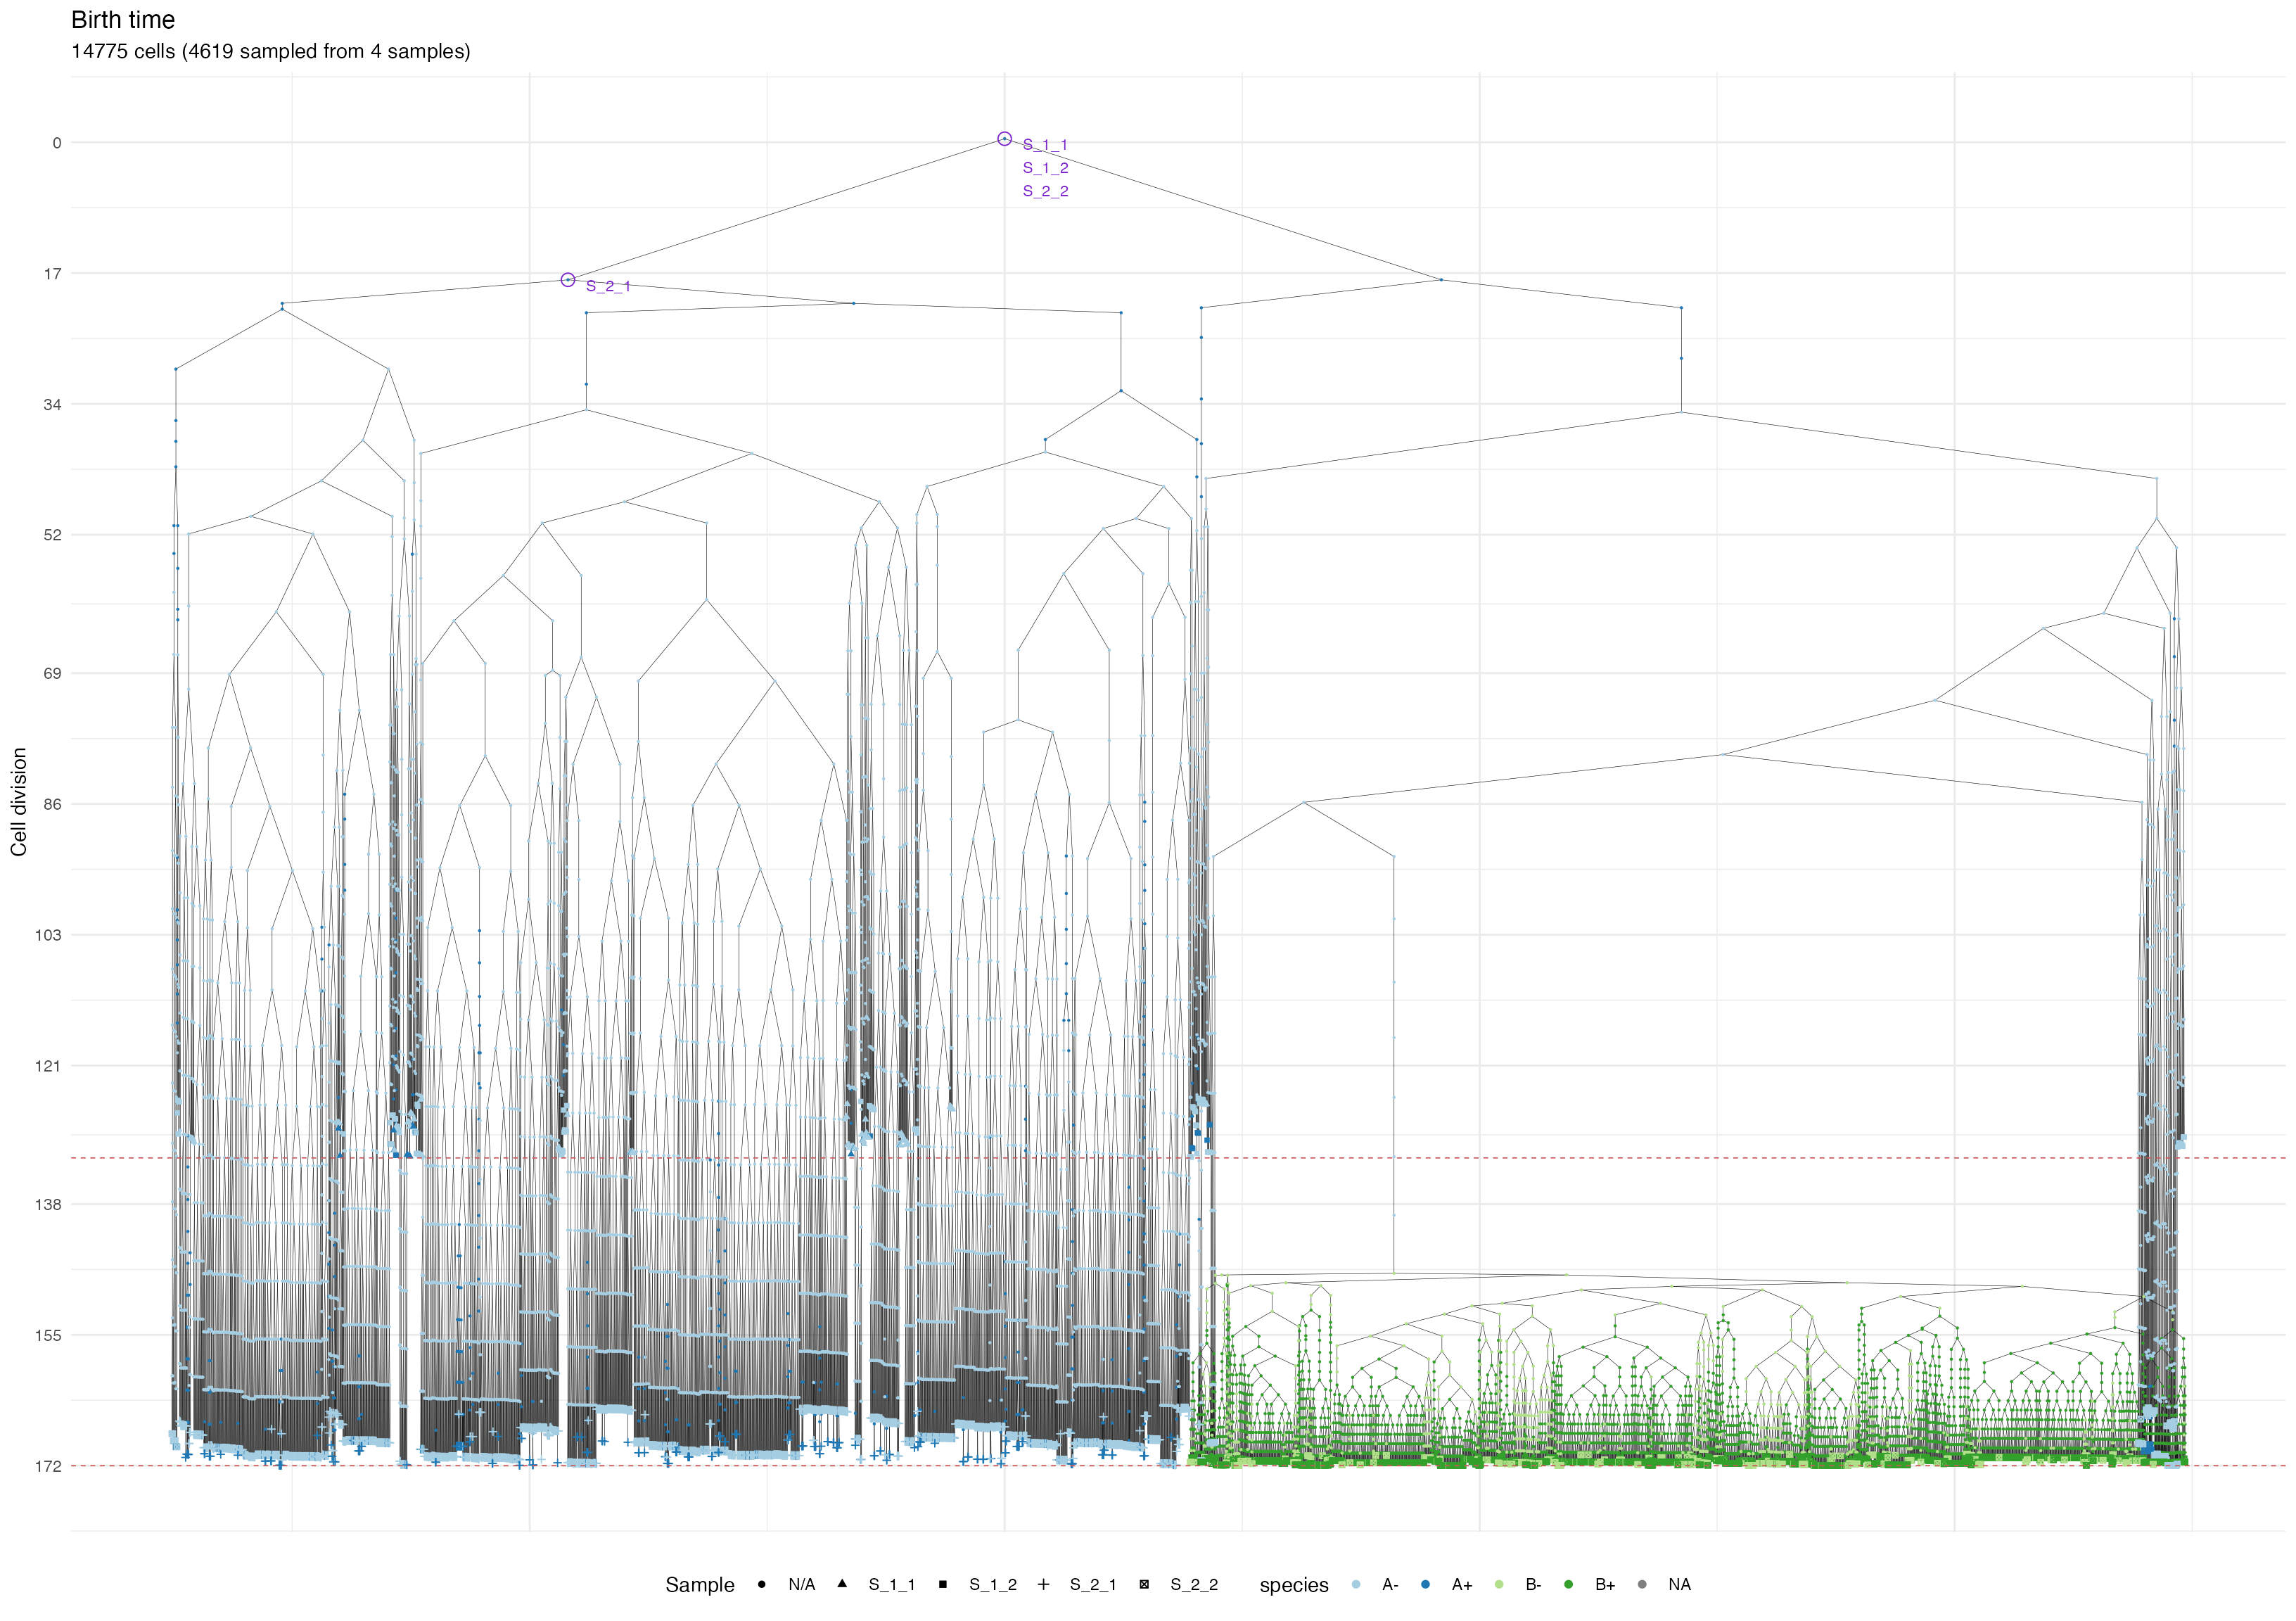 Birth time
14775 cells (4619 sampled from 4 samples)
Cell division
0
17
34
52
69
86
103
121
138
155
172
S_1_1
S_1_2
S_2_2
S_2_1
Sample N/A S_1_1 S_1_2 S_2_1 S_2_2 species A- A+ B- B+ NA